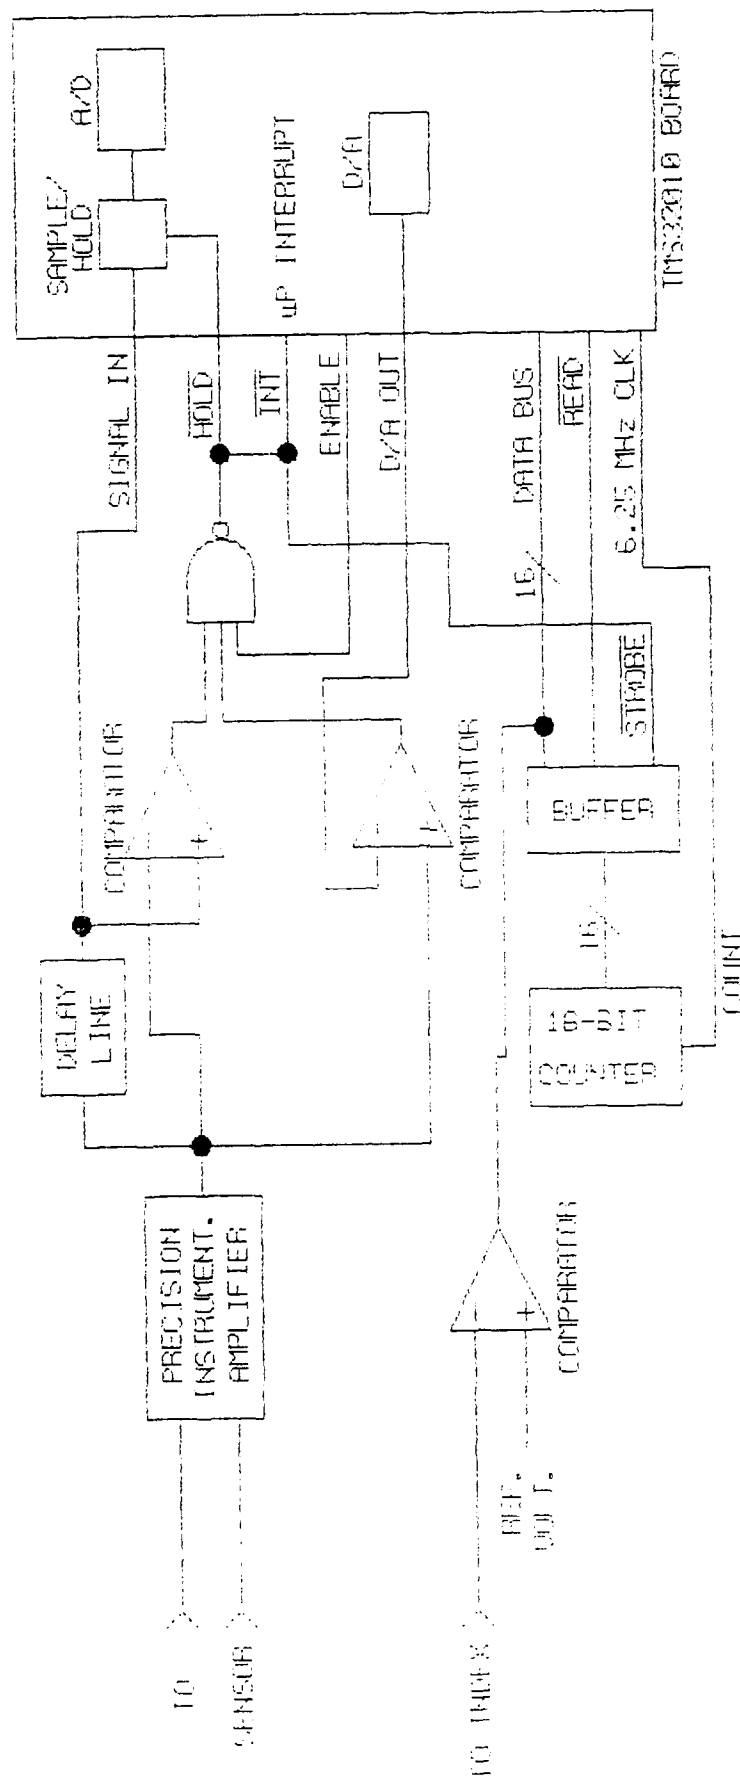 TO
SENSOR
PRECISION
INSTRUMENT.
AMPLIFIER
DELAY
LINE
COMPARATOR
+
COMPARATOR
+
SIGNAL IN
HOLD
INT
ENABLE
D/A OUT
SAMPLE/
HOLD
A/D
uP INTERRUPT
D/A
TMS32010 BOARD
TO INDEX
REF.
VOLT.
+
COMPARATOR
16-BIT
COUNTER
16
BUFFER
STROBE
16
DATA BUS
READ
6.25 MHz CLK
COUNT